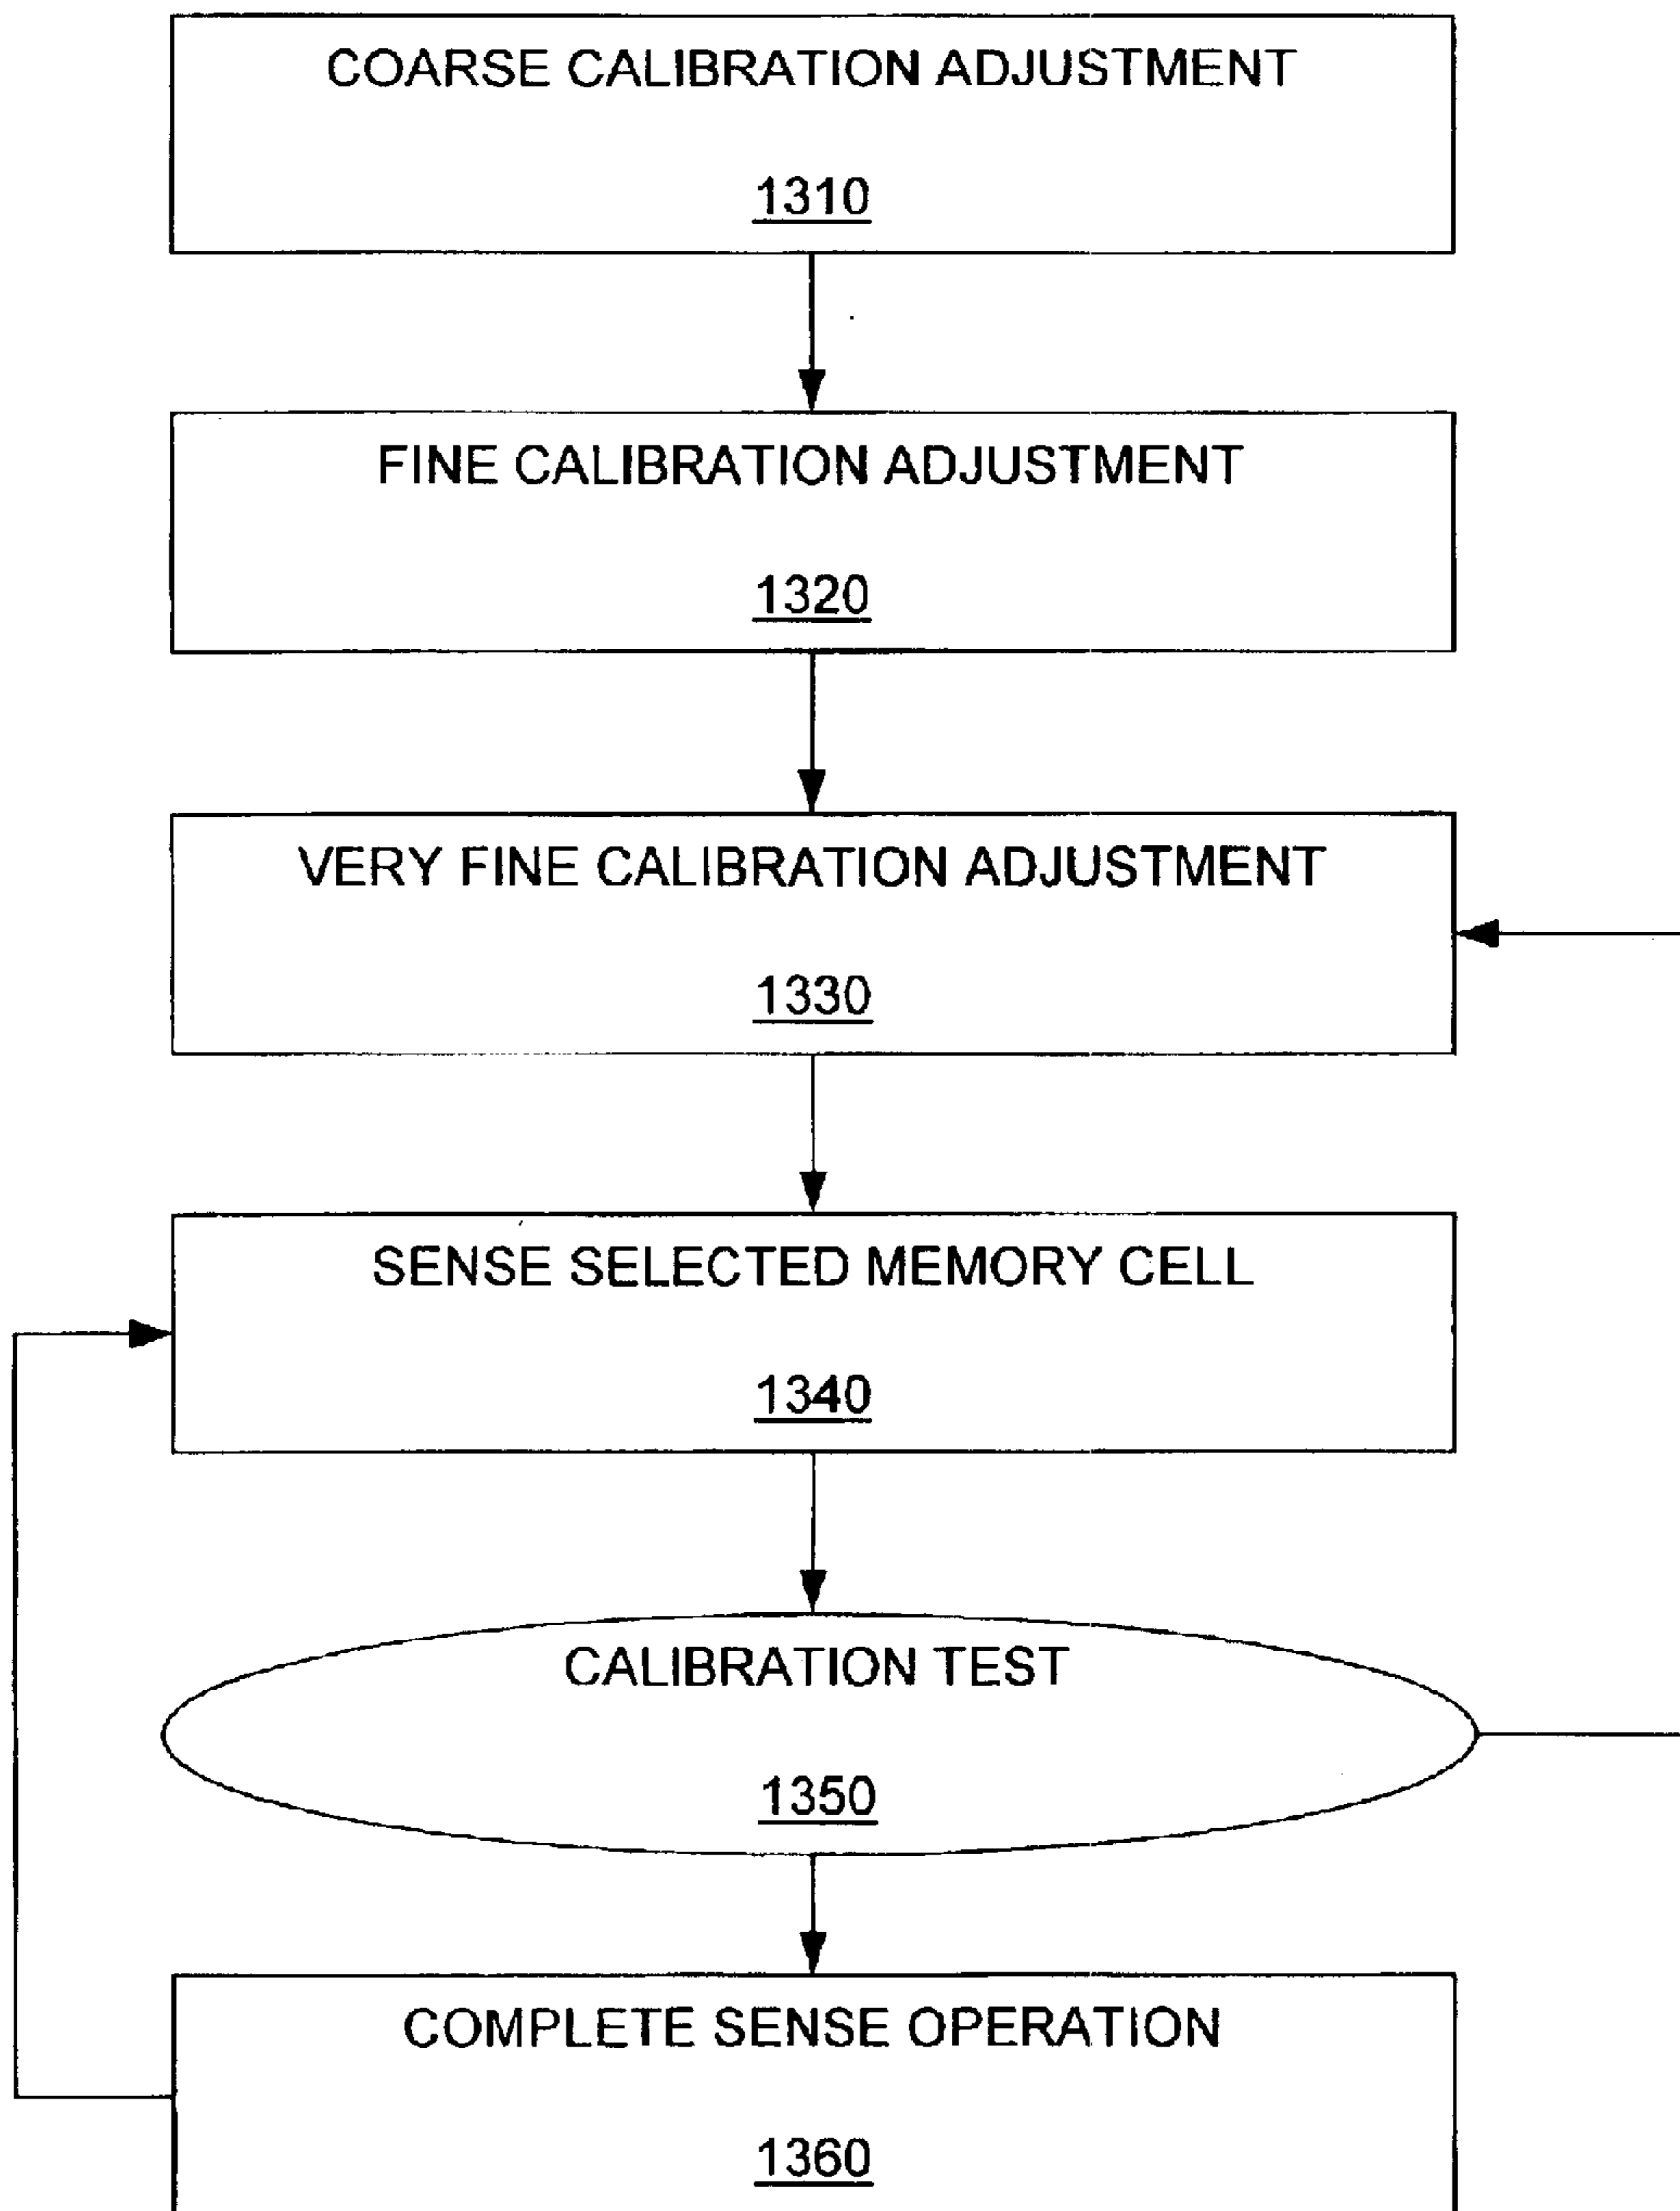 COARSE CALIBRATION ADJUSTMENT
1310
FINE CALIBRATION ADJUSTMENT
1320
VERY FINE CALIBRATION ADJUSTMENT
1330
SENSE SELECTED MEMORY CELL
1340
CALIBRATION TEST
1350
COMPLETE SENSE OPERATION
1360